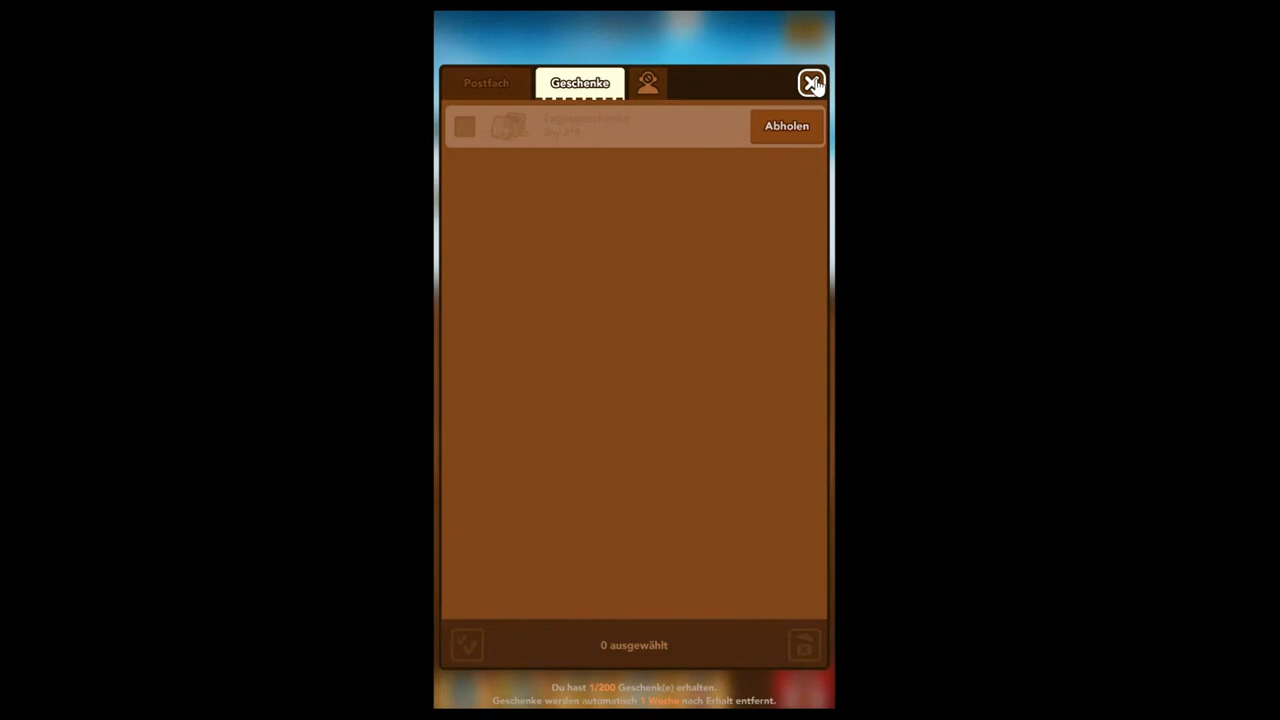 Postfach
Geschenke
Abholen
0 ausgewählt
Du hast 1/200 Geschenk(e) erhalten.
Geschenke werden automatisch 1 Woche nach Erhalt entfernt.